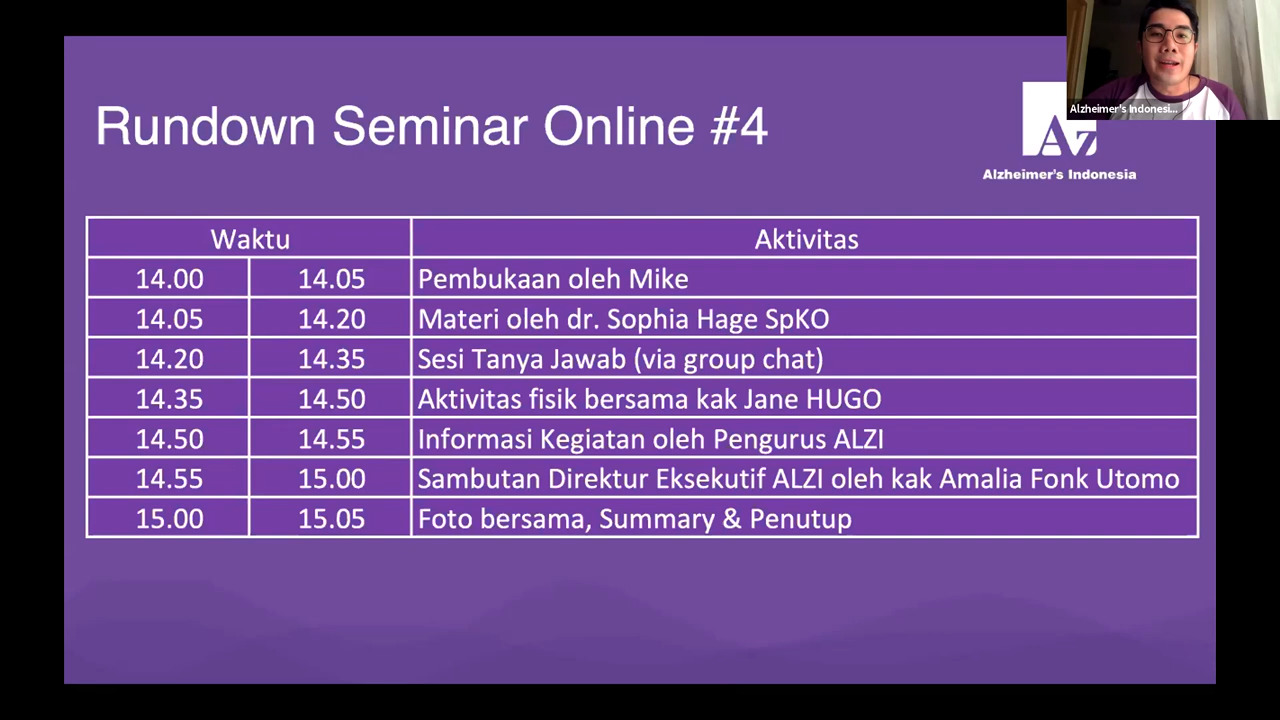 Rundown Seminar Online #4
Alzheimer's Indonesi...
Az
Alzheimer's Indonesia
Waktu Aktivitas
14.00 14.05 Pembukaan oleh Mike
14.05 14.20 Materi oleh dr. Sophia Hage SpKO
14.20 14.35 Sesi Tanya Jawab (via group chat)
14.35 14.50 Aktivitas fisik bersama kak Jane HUGO
14.50 14.55 Informasi Kegiatan oleh Pengurus ALZI
14.55 15.00 Sambutan Direktur Eksekutif ALZI oleh kak Amalia Fonk Utomo
15.00 15.05 Foto bersama, Summary & Penutup